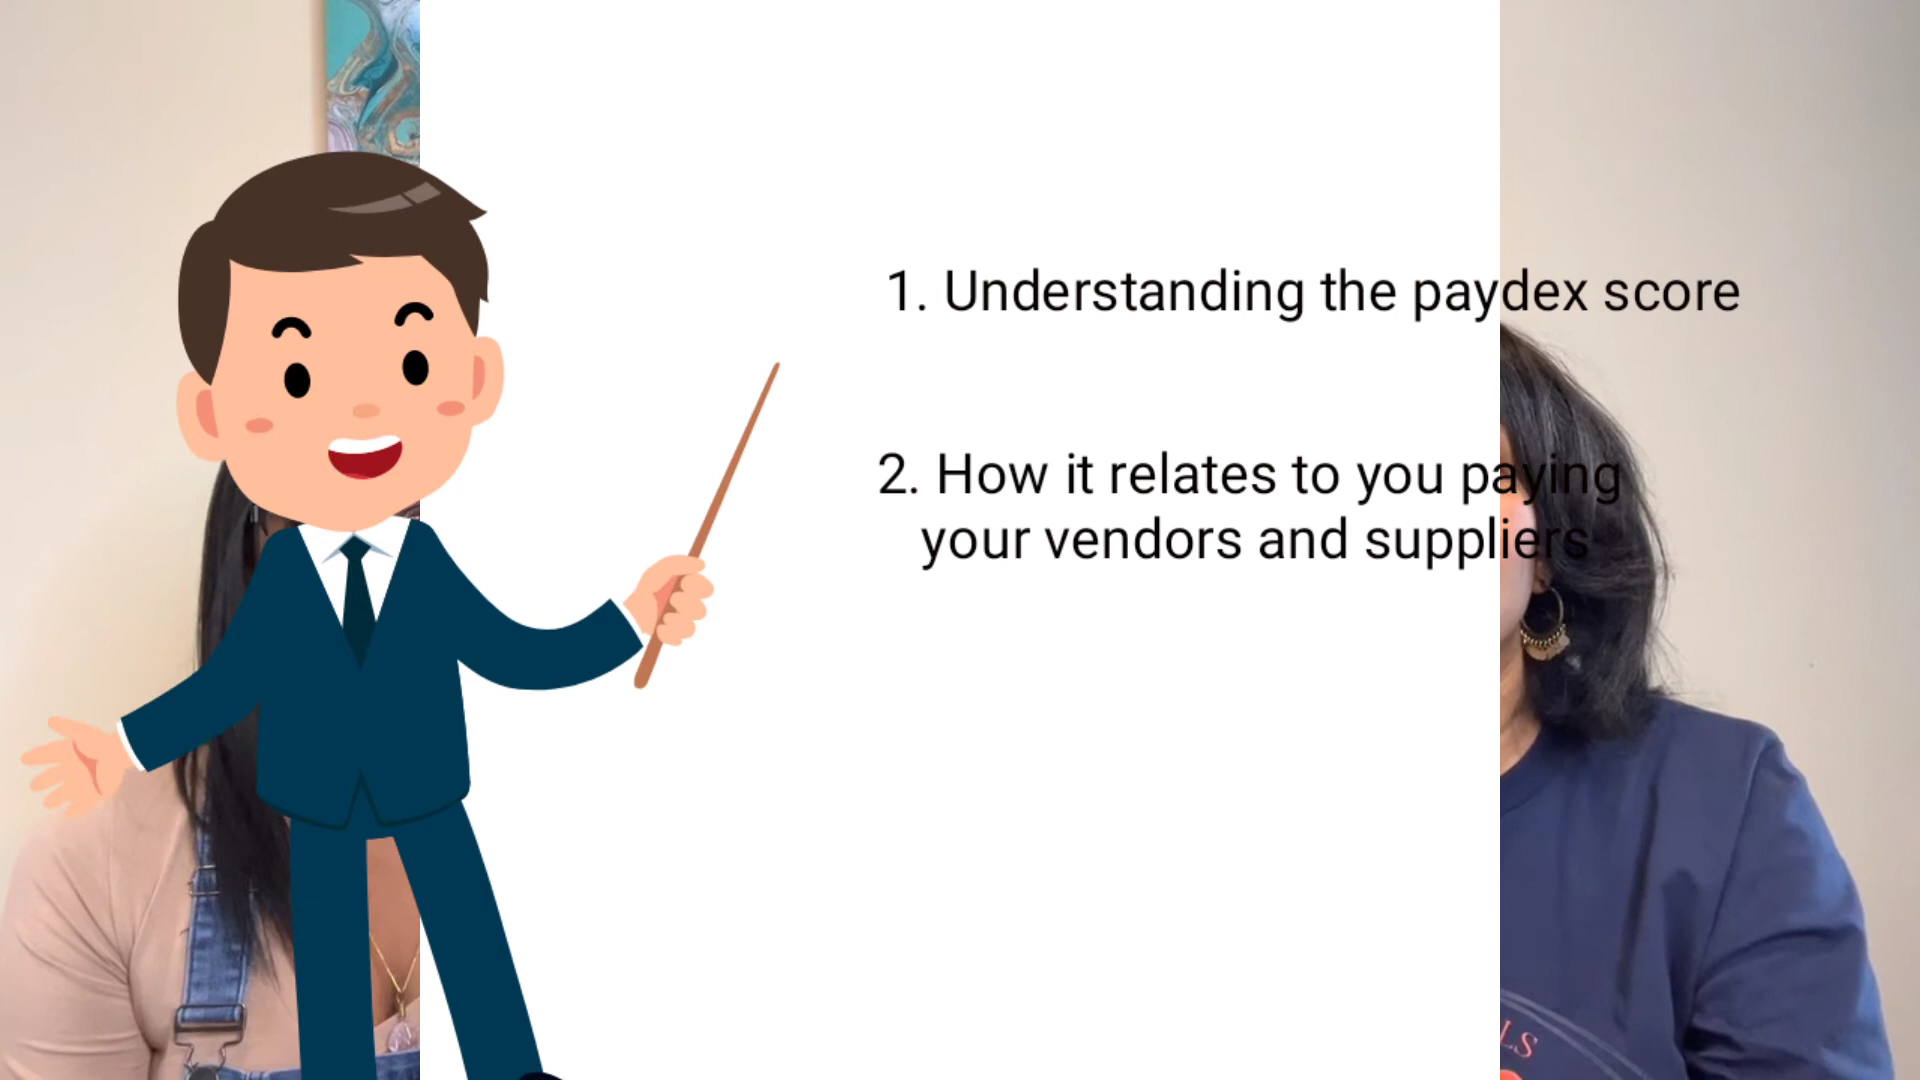 1. Understanding the paydex score
2. How it relates to you paying
your vendors and suppliers